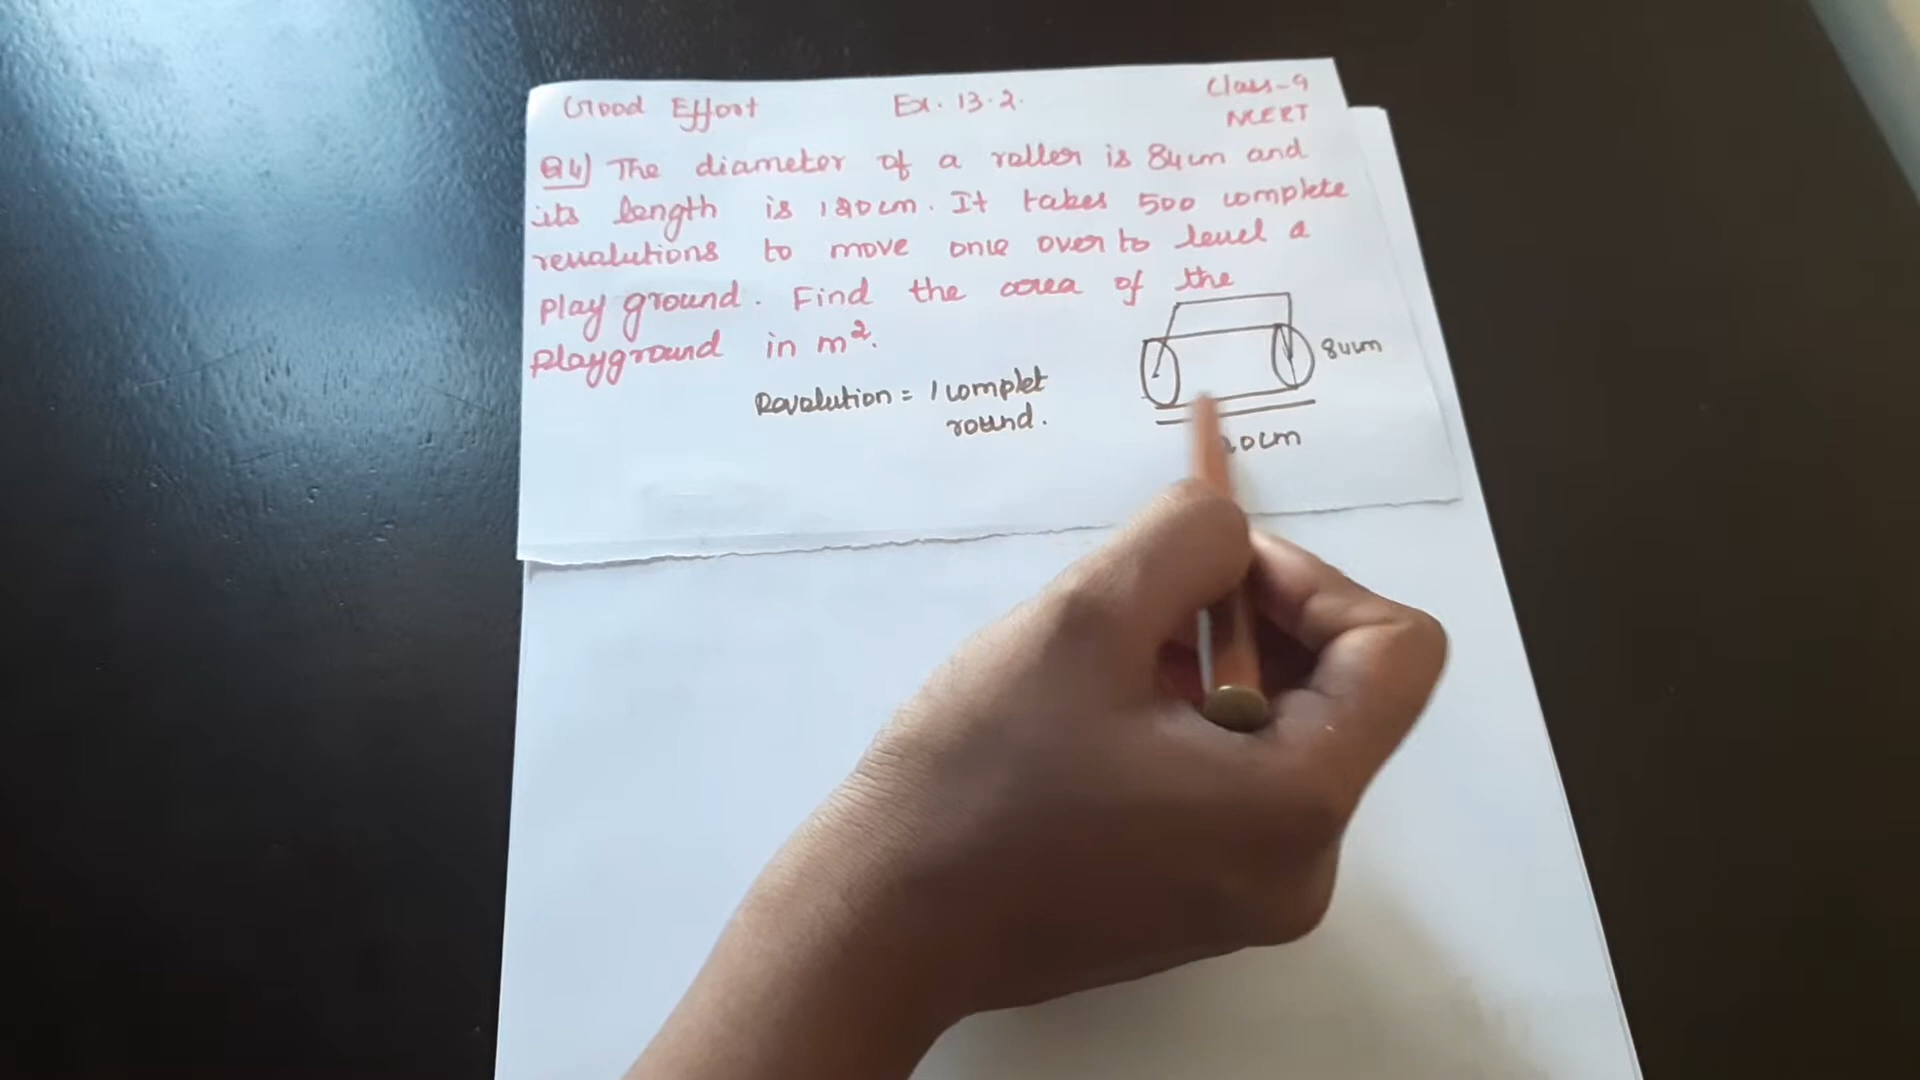 Good Effort Ex. 13.2. Class-9
NCERT
Q4) The diameter of a roller is 84cm and
its length is 120cm. It takes 500 complete
revolutions to move once over to level a
play ground. Find the area of the
playground in m².
84cm
Revolution = 1 complet
round.
20cm